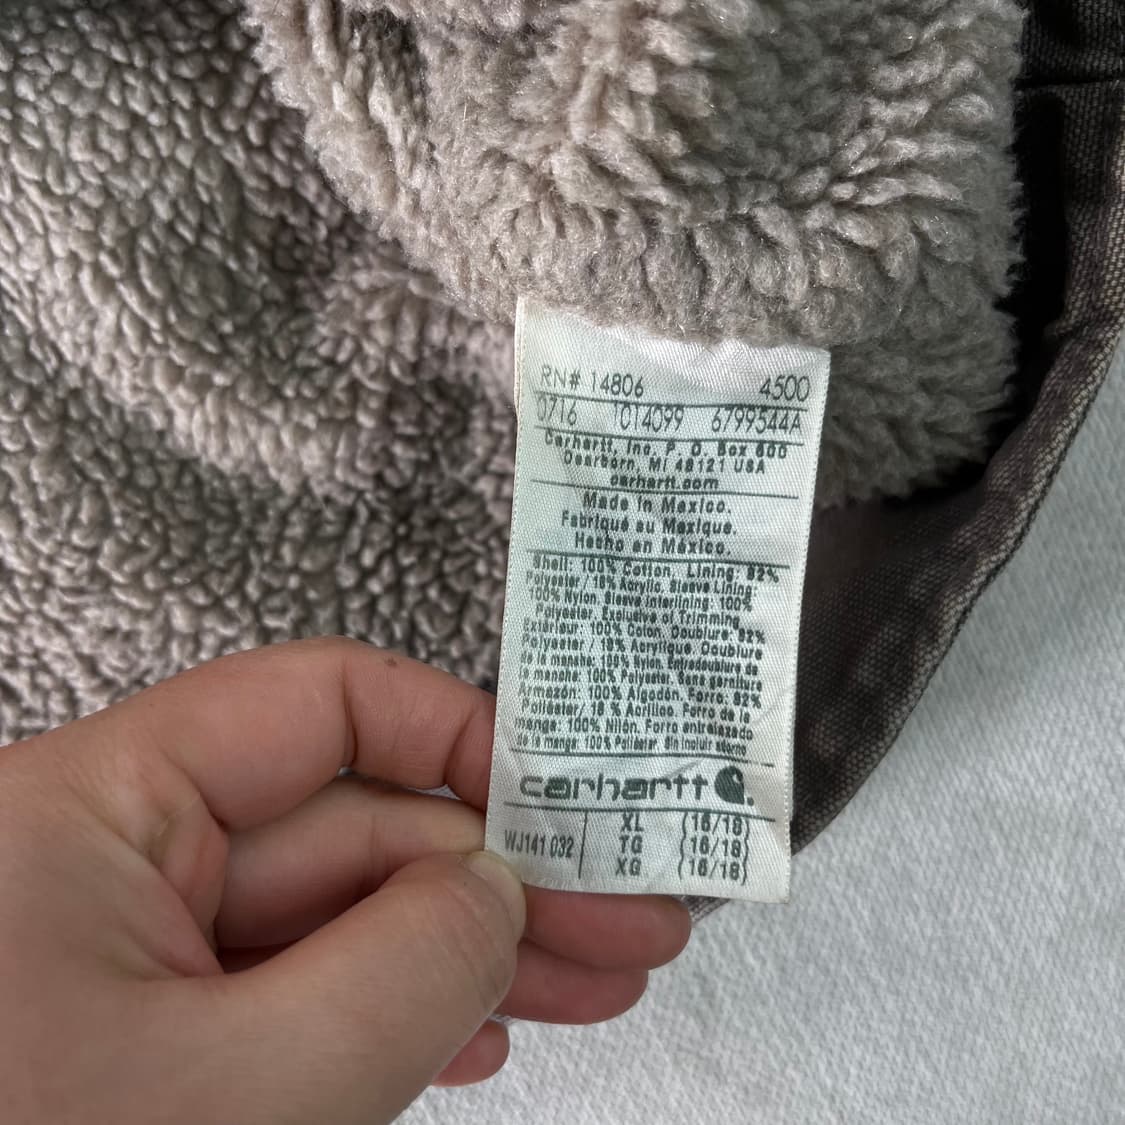 RN# 14806 4500
0716 TC14099 6799544A
Carhartt, Inc. P. O. Box 600
Dearborn, MI 48121 USA
carhartt.com
Made in Mexico.
Fabriqué au Mexique.
Hecho en México.
Shell: 100% Cotton. Lining: 82%
Polyester / 18% Acrylic. Sleeve Lining:
100% Nylon. Sleeve Interlining: 100%
Polyester. Exclusive of Trimming
Extérieur: 100% Coton. Doublure: 82%
Polyester / 18% Acrylique. Doublure
de la manche: 100% Nylon. Entredoublure de
la manche: 100% Polyester. Sans garniture
Armazón: 100% Algodón. Forro: 82%
Poliéster / 18 % Acrílico. Forro de la
manga: 100% Nilón. Forro entrelazado
de la manga: 100% Poliéster. Sin incluir adorno
carhartt
WJ141 032
XL (16/18)
TG (16/18)
XG (16/18)